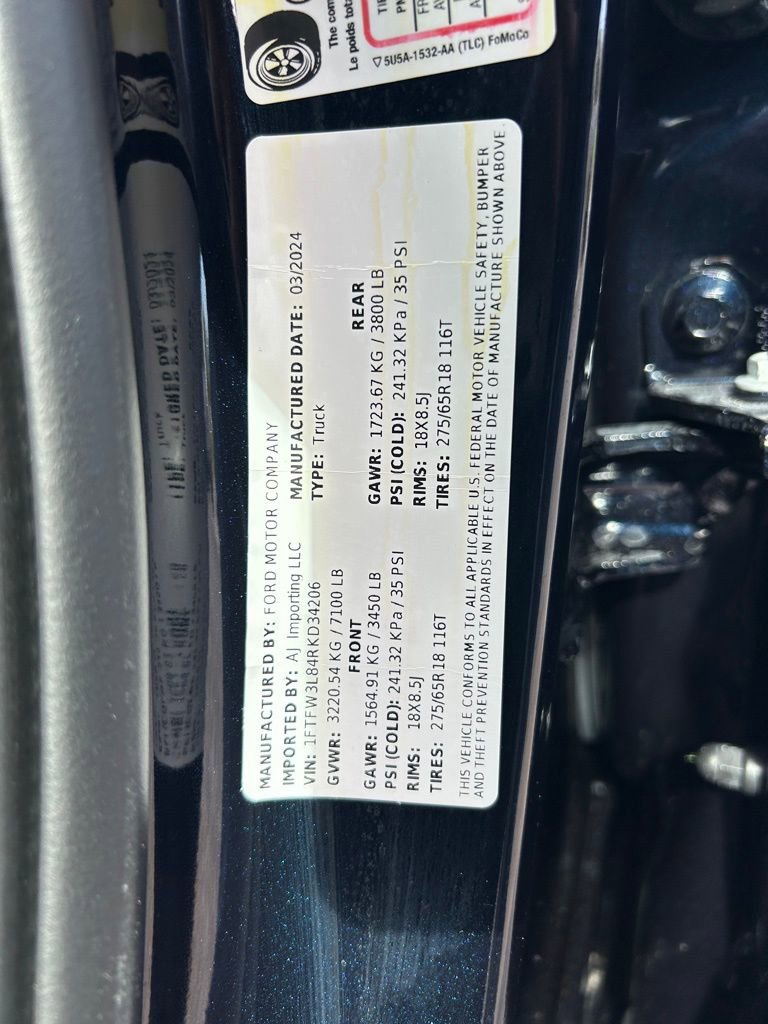 The com
Le poids tota
▽ 5U5A-1532-AA (TLC) FoMoCo
MANUFACTURED BY: FORD MOTOR COMPANY
IMPORTED BY: AJ Importing LLC MANUFACTURED DATE: 03/2024
VIN: 1FTFW3L84RKD34206 TYPE: Truck
GVWR: 3220.54 KG / 7100 LB
FRONT REAR
GAWR: 1564.91 KG / 3450 LB GAWR: 1723.67 KG / 3800 LB
PSI (COLD): 241.32 KPa / 35 PSI PSI (COLD): 241.32 KPa / 35 PSI
RIMS: 18X8.5J RIMS: 18X8.5J
TIRES: 275/65R18 116T TIRES: 275/65R18 116T
THIS VEHICLE CONFORMS TO ALL APPLICABLE U.S. FEDERAL MOTOR VEHICLE SAFETY, BUMPER
AND THEFT PREVENTION STANDARDS IN EFFECT ON THE DATE OF MANUFACTURE SHOWN ABOVE.